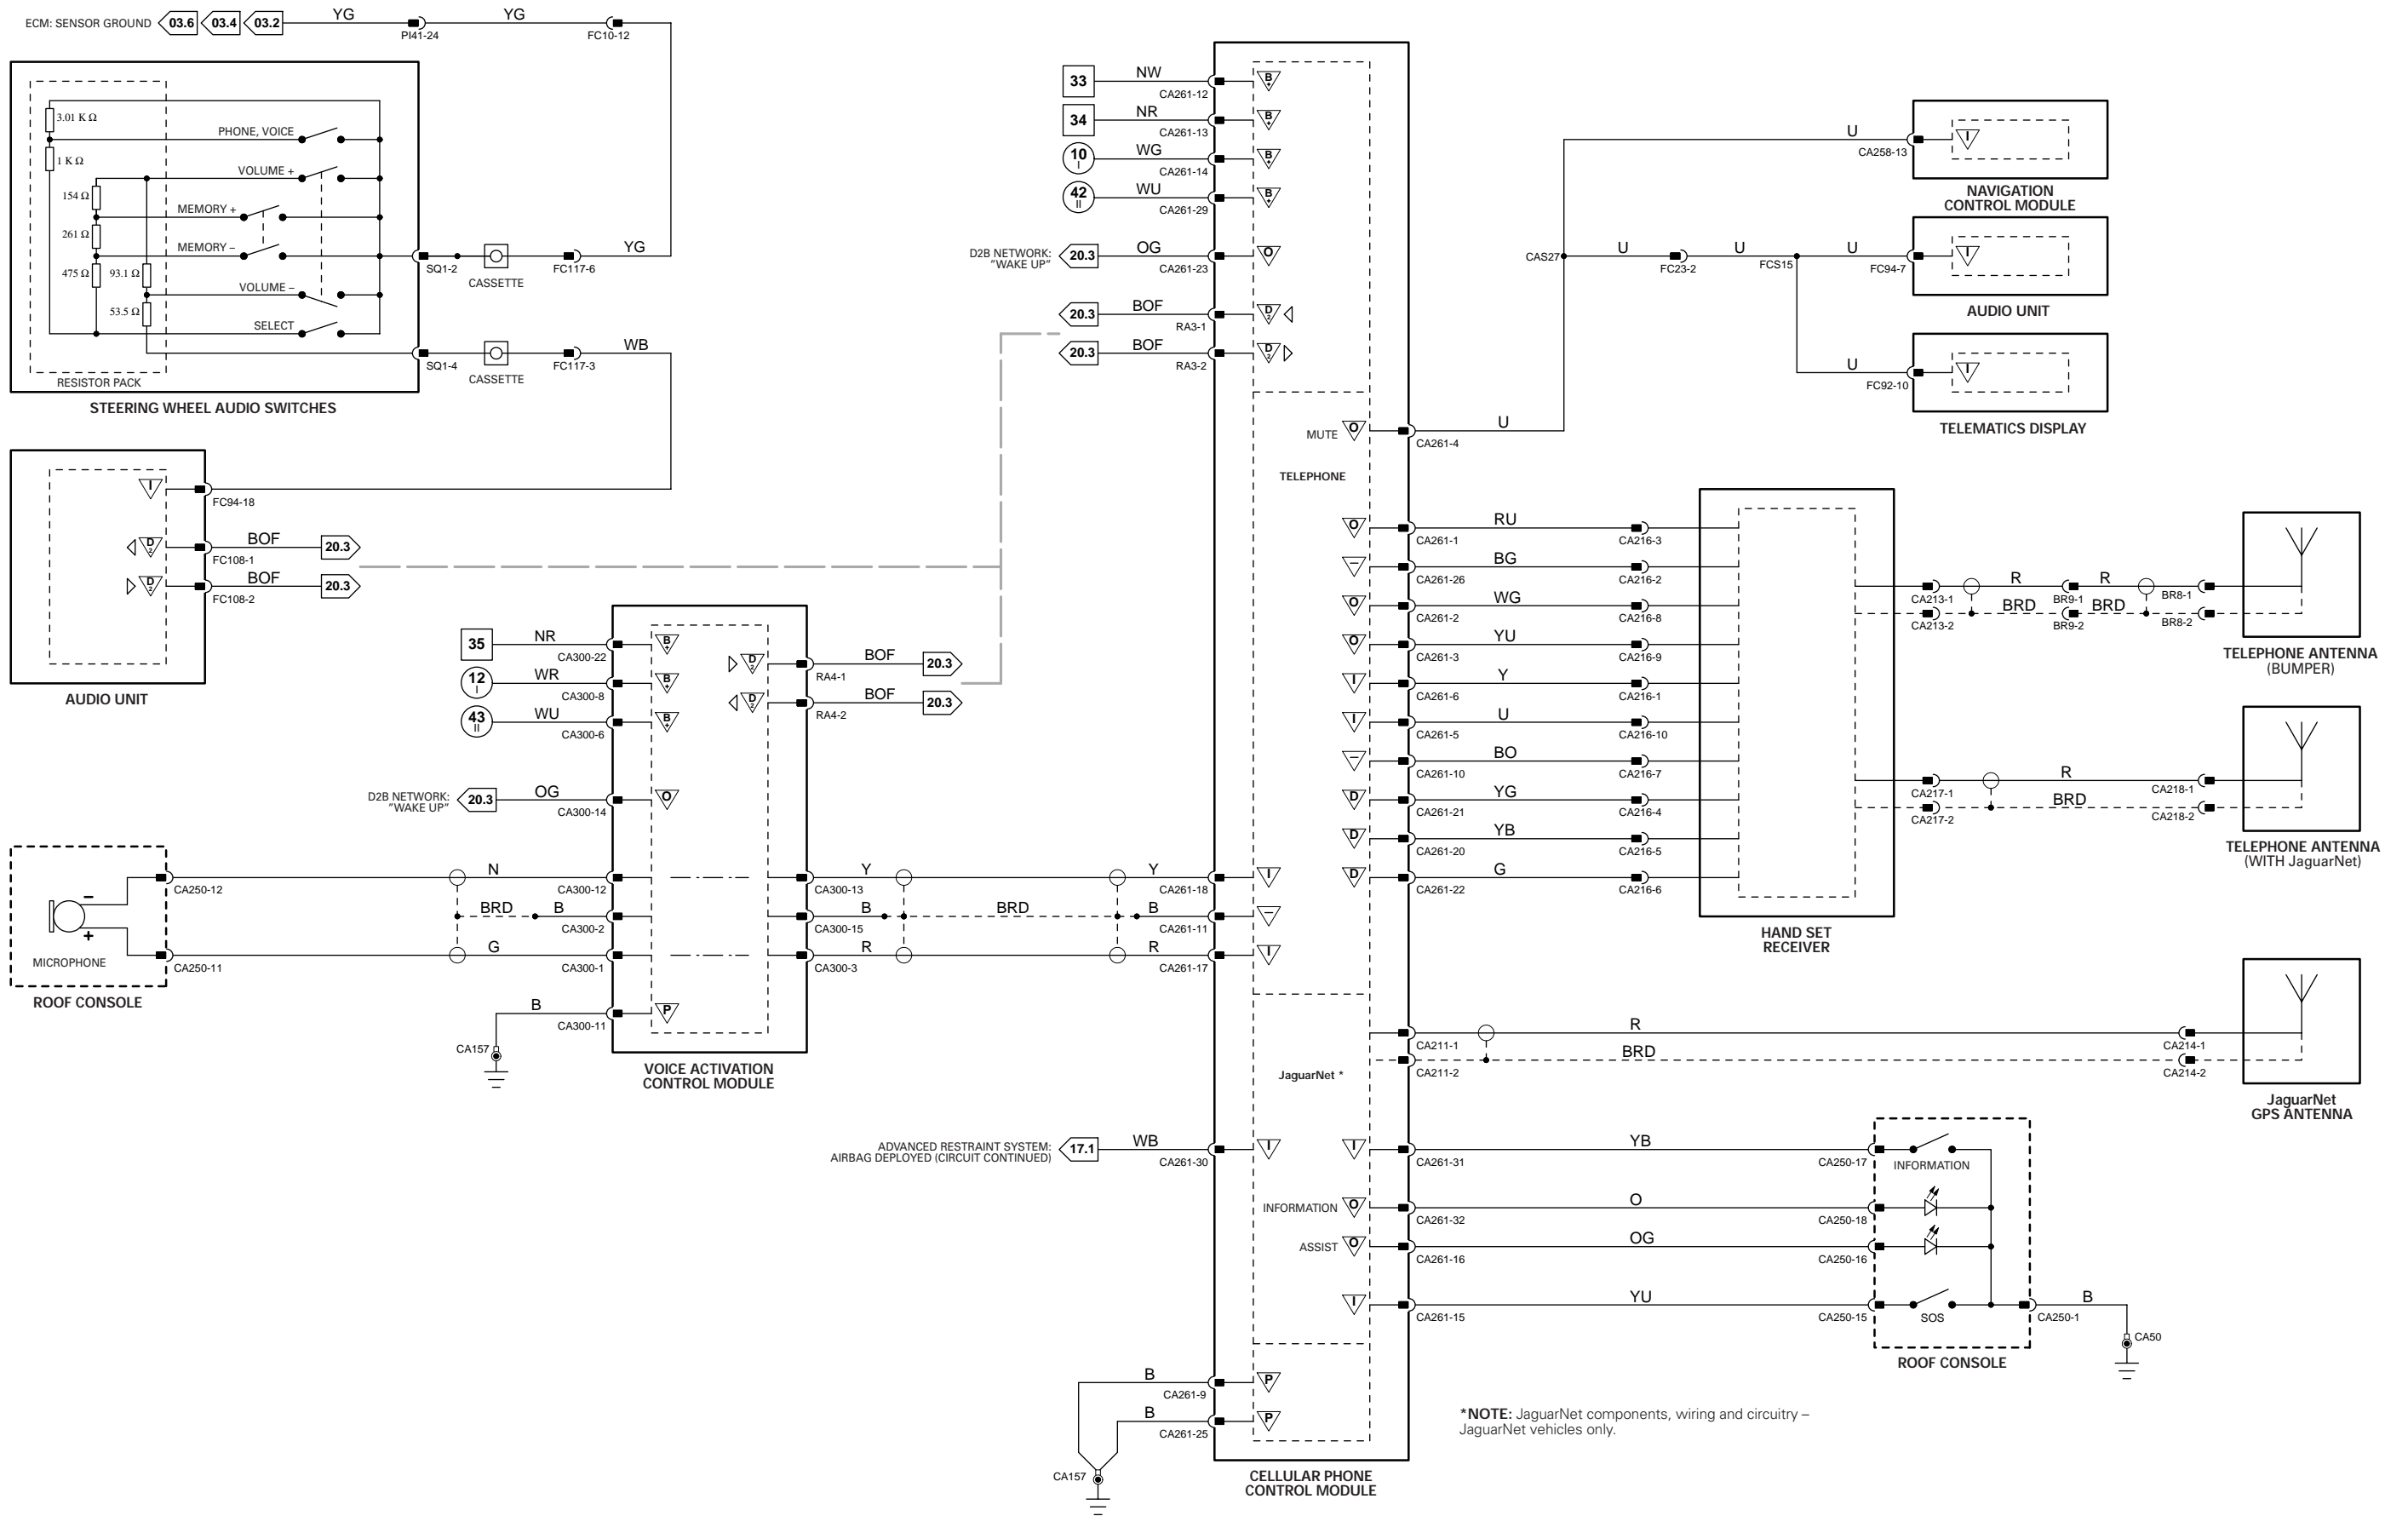 ECM: SENSOR GROUND 03.6 03.4 03.2 YG PI41-24 YG FC10-12
3.01 K Ω
1 K Ω
154 Ω
261 Ω
475 Ω
93.1 Ω
53.5 Ω
PHONE, VOICE
VOLUME +
MEMORY +
MEMORY –
VOLUME –
SELECT
RESISTOR PACK
STEERING WHEEL AUDIO SWITCHES
SQ1-2 CASSETTE FC117-6 YG
SQ1-4 CASSETTE FC117-3 WB
I FC94-18
D2 FC108-1 BOF 20.3
D2 FC108-2 BOF 20.3
AUDIO UNIT
35 NR CA300-22 B+
12 I WR CA300-8 B+
43 II WU CA300-6 B+
D2 RA4-1 BOF 20.3
D2 RA4-2 BOF 20.3
D2B NETWORK:
"WAKE UP"
20.3 OG CA300-14 O
– + MICROPHONE
ROOF CONSOLE
CA250-12 N CA300-12
BRD B CA300-2
CA250-11 G CA300-1
B CA300-11 P
CA157
VOICE ACTIVATION
CONTROL MODULE
CA300-13 Y Y CA261-18 I
CA300-15 B BRD B CA261-11 –
CA300-3 R R CA261-17 I
33 NW CA261-12 B+
34 NR CA261-13 B+
10 I WG CA261-14 B+
42 II WU CA261-29 B+
D2B NETWORK:
"WAKE UP"
20.3 OG CA261-23 O
20.3 BOF RA3-1 D2
20.3 BOF RA3-2 D2
MUTE O CA261-4 U
TELEPHONE
CAS27
U CA258-13 I
NAVIGATION
CONTROL MODULE
U FC23-2 U FCS15 U FC94-7 I
AUDIO UNIT
U FC92-10 I
TELEMATICS DISPLAY
O CA261-1 RU CA216-3
– CA261-26 BG CA216-2
O CA261-2 WG CA216-8
O CA261-3 YU CA216-9
I CA261-6 Y CA216-1
I CA261-5 U CA216-10
– CA261-10 BO CA216-7
D CA261-21 YG CA216-4
D CA261-20 YB CA216-5
D CA261-22 G CA216-6
HAND SET
RECEIVER
CA213-1 R BR9-1 R BR8-1
CA213-2 BRD BR9-2 BRD BR8-2
TELEPHONE ANTENNA
(BUMPER)
CA217-1 R CA218-1
CA217-2 BRD CA218-2
TELEPHONE ANTENNA
(WITH JaguarNet)
JaguarNet *
CA211-1 R CA214-1
CA211-2 BRD CA214-2
JaguarNet
GPS ANTENNA
ADVANCED RESTRAINT SYSTEM:
AIRBAG DEPLOYED (CIRCUIT CONTINUED)
17.1 WB CA261-30 I
I CA261-31 YB CA250-17 INFORMATION
INFORMATION O CA261-32 O CA250-18
ASSIST O CA261-16 OG CA250-16
I CA261-15 YU CA250-15 SOS CA250-1 B
CA50
ROOF CONSOLE
B CA261-9 P
B CA261-25 P
CA157
CELLULAR PHONE
CONTROL MODULE
*NOTE: JaguarNet components, wiring and circuitry –
JaguarNet vehicles only.